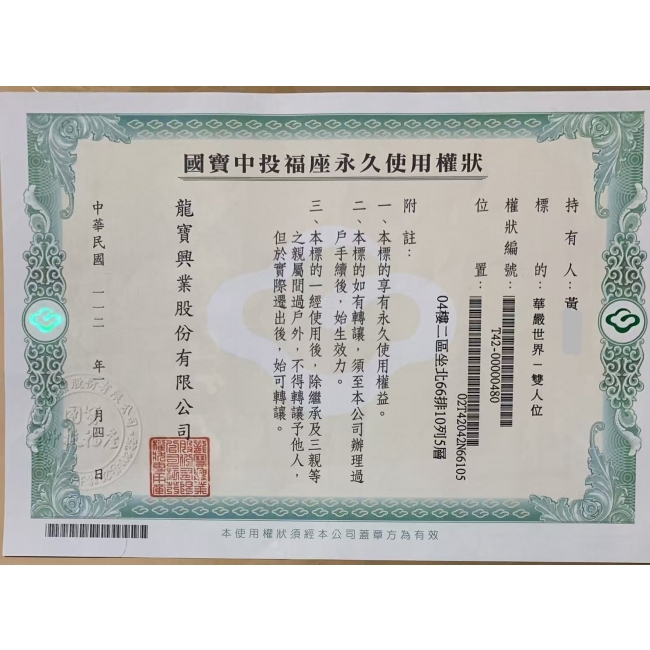 國寶中投福座永久使用權狀
持有人：黃
標的：華嚴世界－雙人位
權狀編號：
T42-00000480
位置：
02T42042N66105
04樓二區坐北66排10列5層
附註：
一、本標的享有永久使用權益。
二、本標的如有轉讓，須至本公司辦理過
戶手續後，始生效力。
三、本標的一經使用後，除繼承及三親等
之親屬間過戶外，不得轉讓予他人，
但於實際遷出後，始可轉讓。
龍寶興業股份有限公司
中華民國一一二年一月四日
本使用權狀須經本公司蓋章方為有效